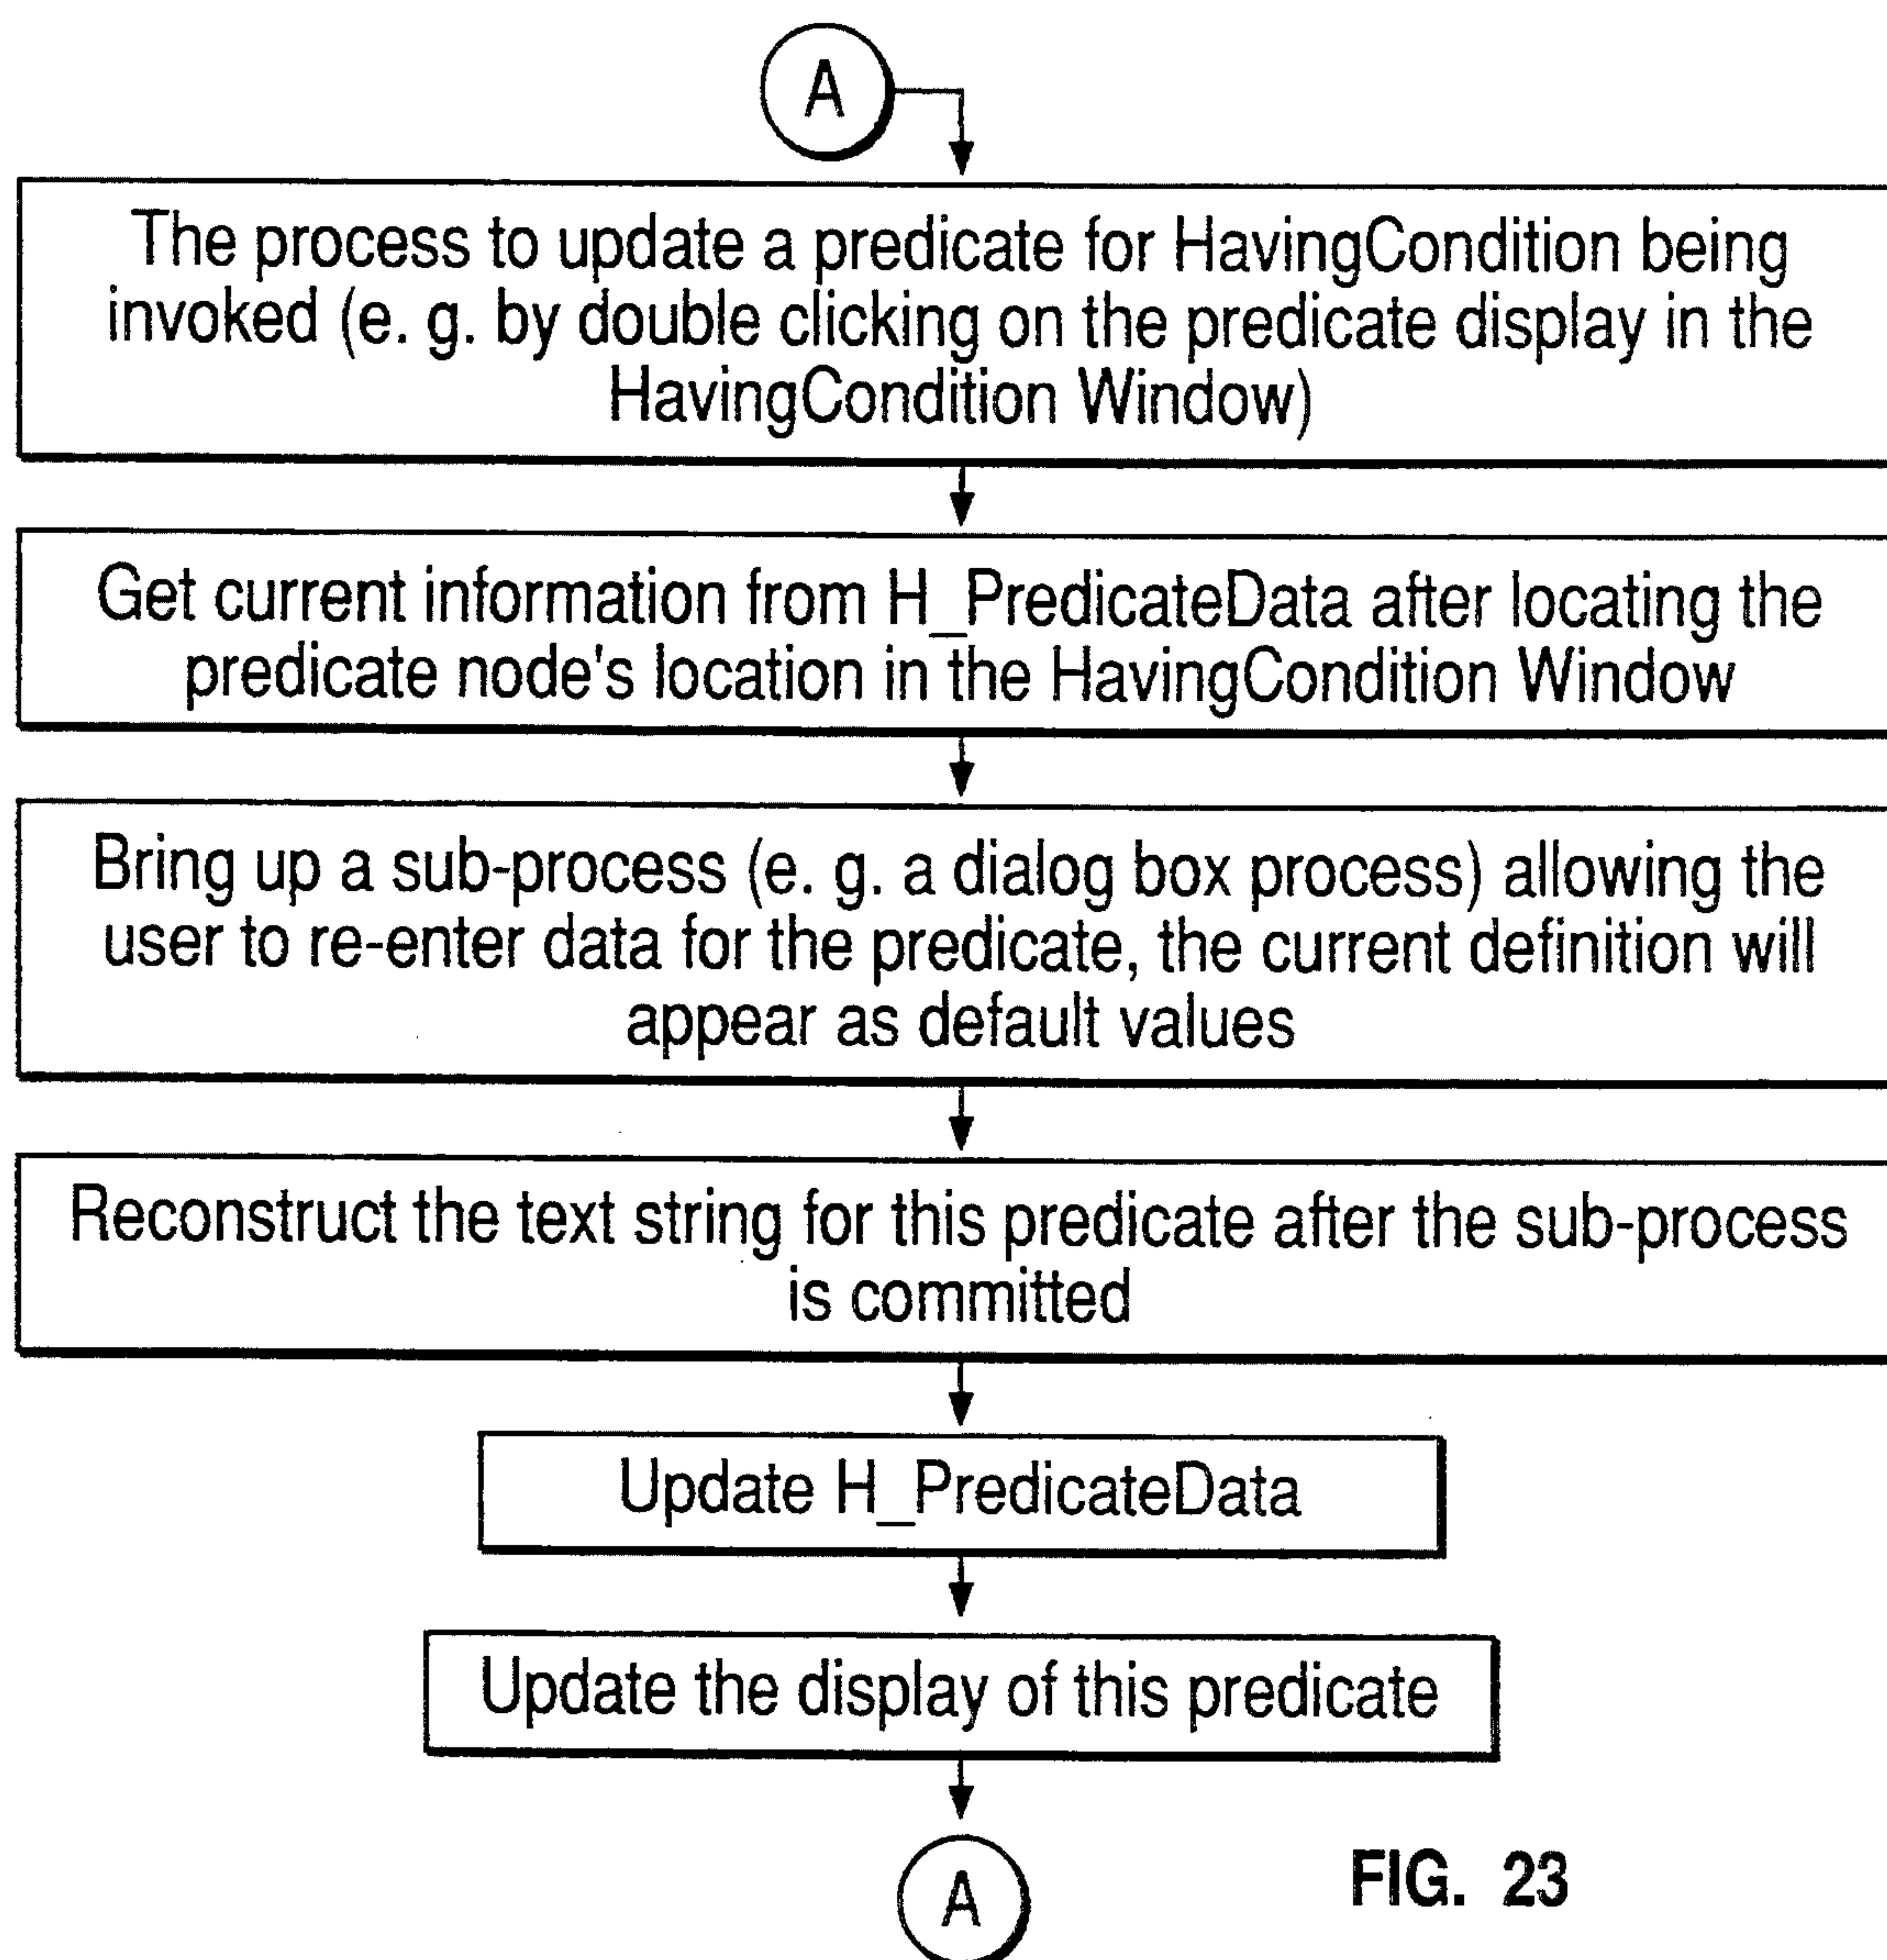 A
The process to update a predicate for HavingCondition being
invoked (e. g. by double clicking on the predicate display in the
HavingCondition Window)
Get current information from H_PredicateData after locating the
predicate node's location in the HavingCondition Window
Bring up a sub-process (e. g. a dialog box process) allowing the
user to re-enter data for the predicate, the current definition will
appear as default values
Reconstruct the text string for this predicate after the sub-process
is committed
Update H_PredicateData
Update the display of this predicate
A
FIG. 23